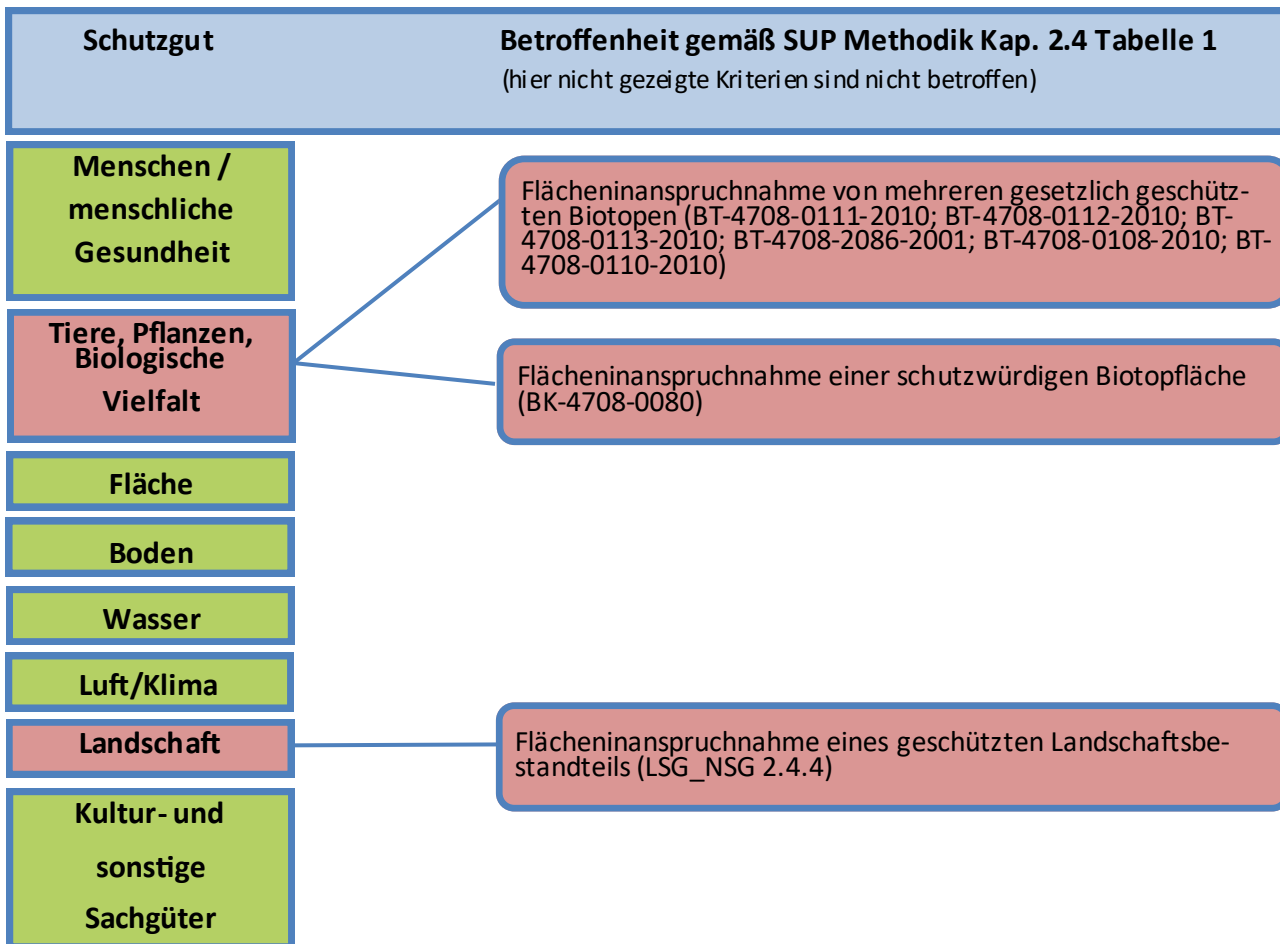 Schutzgut
Betroffenheit gemäß SUP Methodik Kap. 2.4 Tabelle 1
(hier nicht gezeigte Kriterien sind nicht betroffen)
Menschen /
menschliche
Gesundheit
Flächeninanspruchnahme von mehreren gesetzlich geschütz-
ten Biotopen (BT-4708-0111-2010; BT-4708-0112-2010; BT-
4708-0113-2010; BT-4708-2086-2001; BT-4708-0108-2010; BT-
4708-0110-2010)
Tiere, Pflanzen,
Biologische
Vielfalt
Flächeninanspruchnahme einer schutzwürdigen Biotopfläche
(BK-4708-0080)
Fläche
Boden
Wasser
Luft/Klima
Landschaft
Flächeninanspruchnahme eines geschützten Landschaftsbe-
standteils (LSG_NSG 2.4.4)
Kultur- und
sonstige
Sachgüter